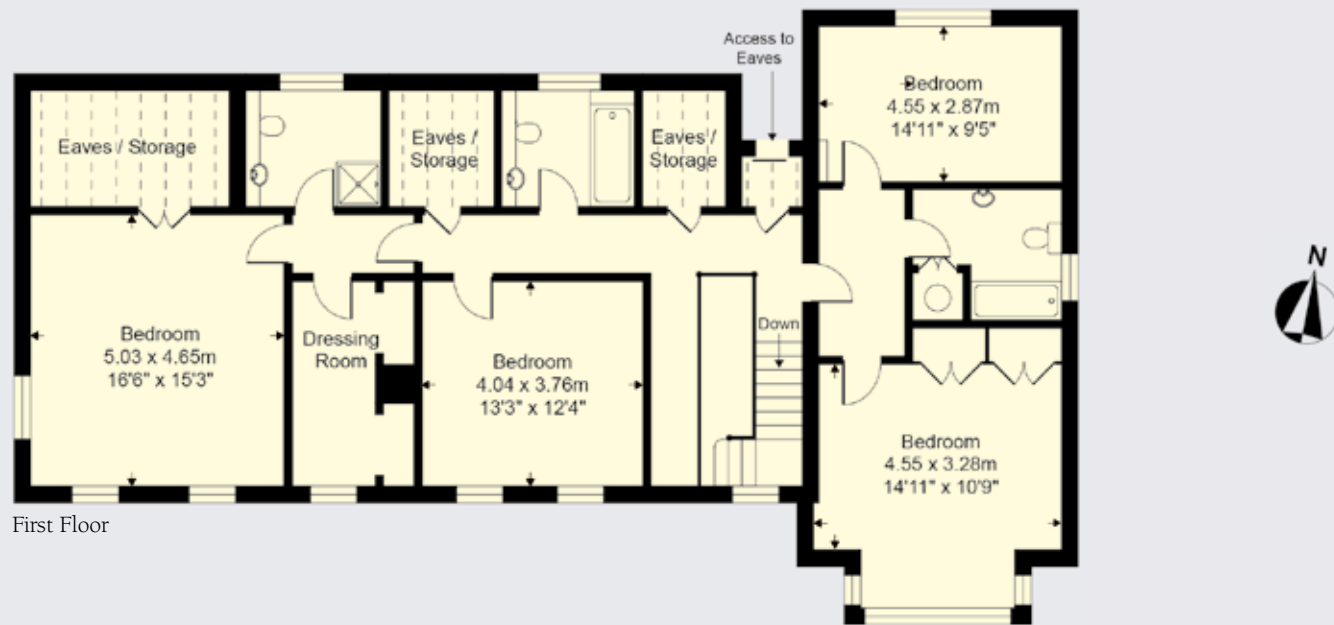 Access to
Eaves
Bedroom
4.55 x 2.87m
14'11" x 9'5"
Eaves / Storage
Eaves /
Storage
Eaves /
Storage
N
Bedroom
5.03 x 4.65m
16'6" x 15'3"
Dressing
Room
Bedroom
4.04 x 3.76m
13'3" x 12'4"
Down
Bedroom
4.55 x 3.28m
14'11" x 10'9"
First Floor